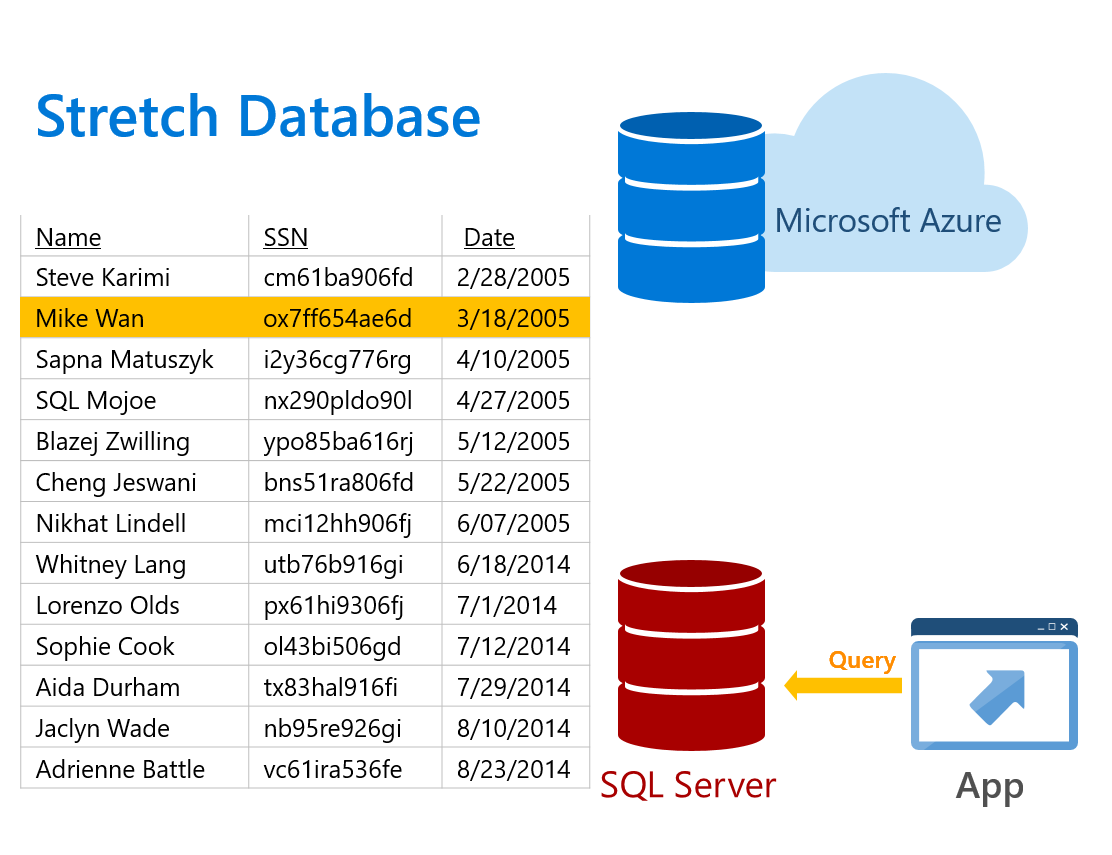 Stretch Database
Microsoft Azure
Name SSN Date
Steve Karimi cm61ba906fd 2/28/2005
Mike Wan ox7ff654ae6d 3/18/2005
Sapna Matuszyk i2y36cg776rg 4/10/2005
SQL Mojoe nx290pldo90l 4/27/2005
Blazej Zwilling ypo85ba616rj 5/12/2005
Cheng Jeswani bns51ra806fd 5/22/2005
Nikhat Lindell mci12hh906fj 6/07/2005
Whitney Lang utb76b916gi 6/18/2014
Lorenzo Olds px61hi9306fj 7/1/2014
Sophie Cook ol43bi506gd 7/12/2014
Aida Durham tx83hal916fi 7/29/2014
Jaclyn Wade nb95re926gi 8/10/2014
Adrienne Battle vc61ira536fe 8/23/2014
Query
SQL Server
App